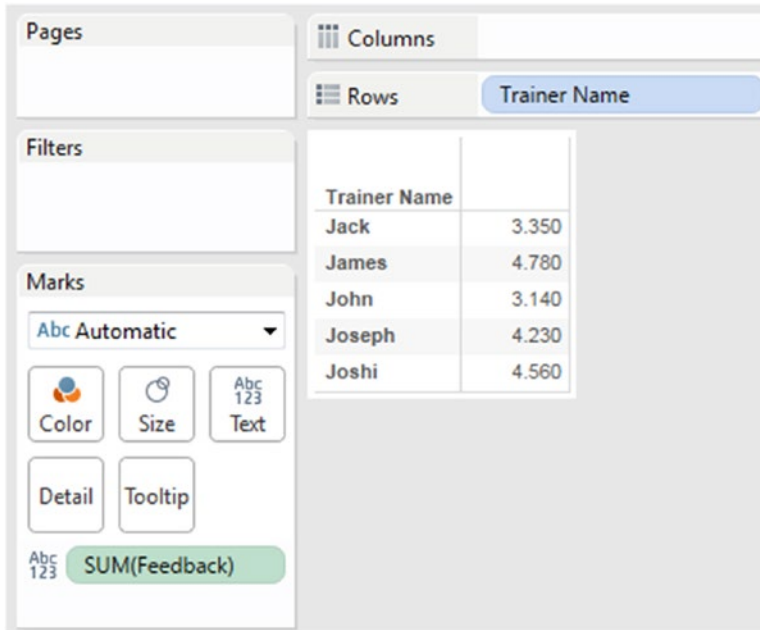 Pages
Columns
Rows
Trainer Name
Filters
Trainer Name
Jack 3.350
James 4.780
John 3.140
Joseph 4.230
Joshi 4.560
Marks
Abc Automatic
Color
Size
Abc
123
Text
Detail
Tooltip
Abc
123
SUM(Feedback)